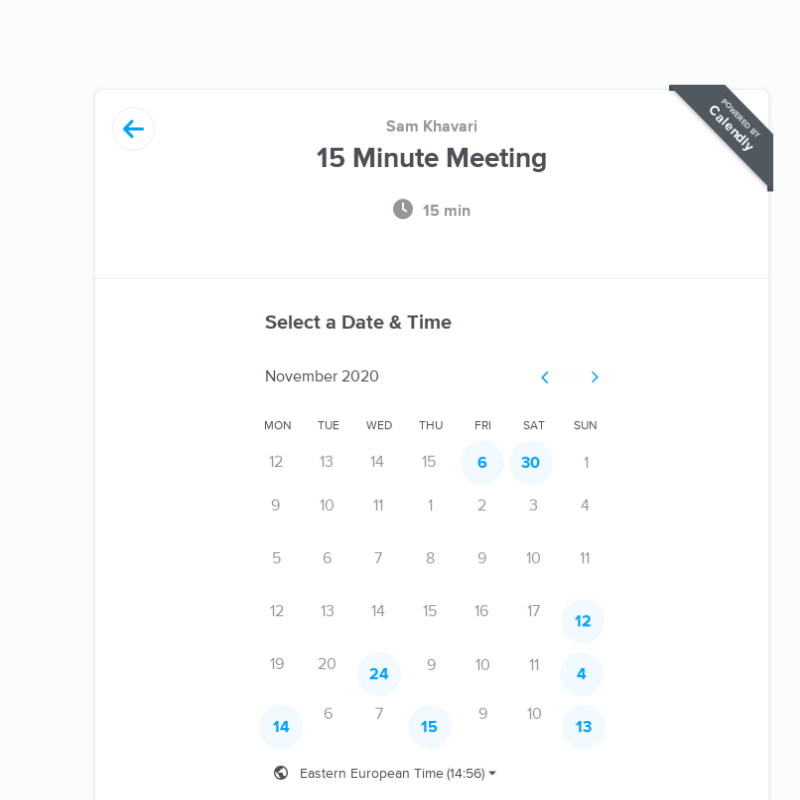 POWERED BY
Calendly
Sam Khavari
15 Minute Meeting
15 min
Select a Date & Time
November 2020
MON TUE WED THU FRI SAT SUN
12 13 14 15 6 30 1
9 10 11 1 2 3 4
5 6 7 8 9 10 11
12 13 14 15 16 17 12
19 20 24 9 10 11 4
14 6 7 15 9 10 13
Eastern European Time (14:56)